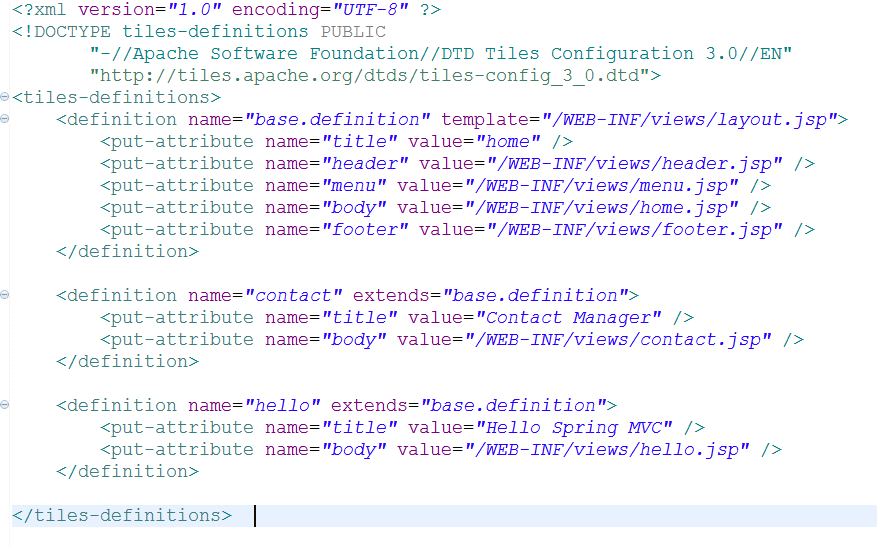 <?xml version="1.0" encoding="UTF-8" ?>
<!DOCTYPE tiles-definitions PUBLIC
       "-//Apache Software Foundation//DTD Tiles Configuration 3.0//EN"
       "http://tiles.apache.org/dtds/tiles-config_3_0.dtd">
<tiles-definitions>
    <definition name="base.definition" template="/WEB-INF/views/layout.jsp">
        <put-attribute name="title" value="home" />
        <put-attribute name="header" value="/WEB-INF/views/header.jsp" />
        <put-attribute name="menu" value="/WEB-INF/views/menu.jsp" />
        <put-attribute name="body" value="/WEB-INF/views/home.jsp" />
        <put-attribute name="footer" value="/WEB-INF/views/footer.jsp" />
    </definition>

    <definition name="contact" extends="base.definition">
        <put-attribute name="title" value="Contact Manager" />
        <put-attribute name="body" value="/WEB-INF/views/contact.jsp" />
    </definition>

    <definition name="hello" extends="base.definition">
        <put-attribute name="title" value="Hello Spring MVC" />
        <put-attribute name="body" value="/WEB-INF/views/hello.jsp" />
    </definition>

</tiles-definitions>